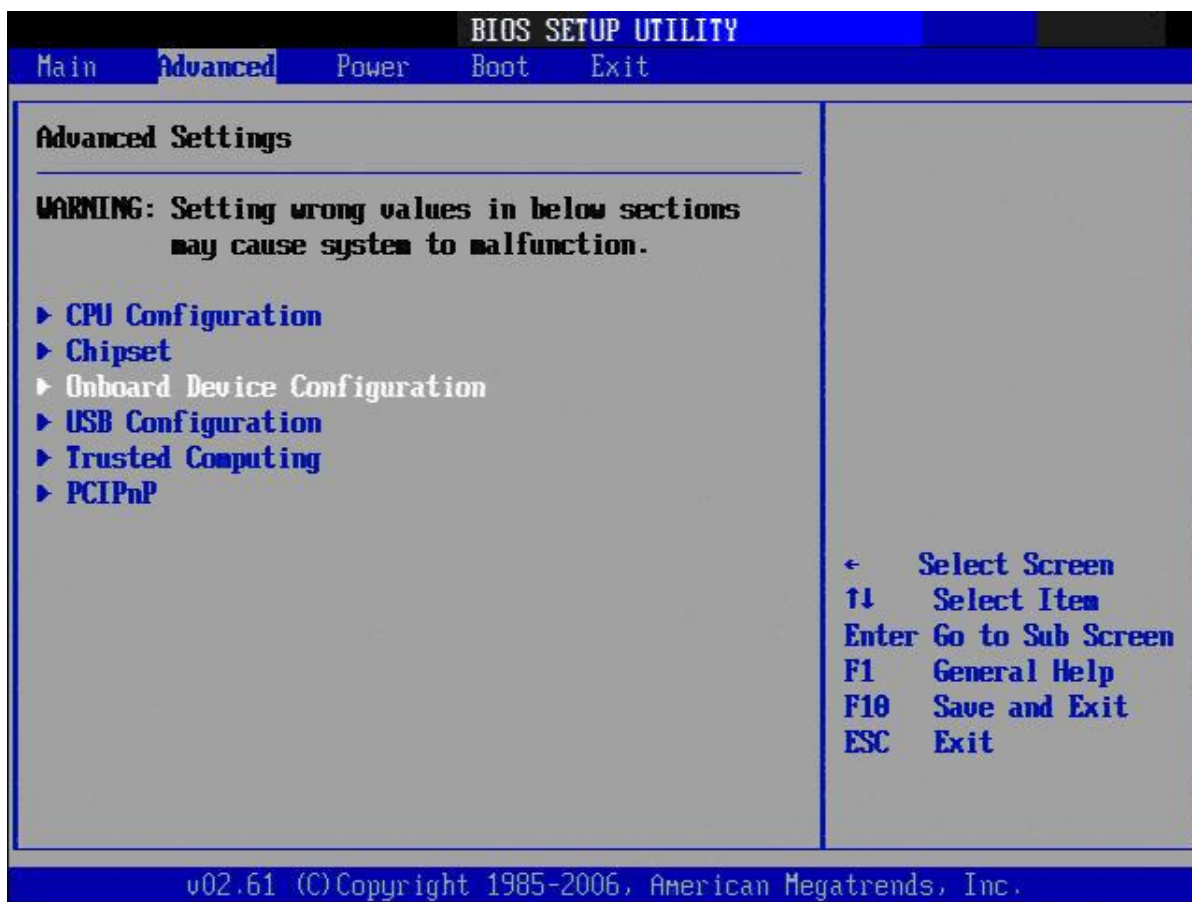 BIOS SETUP UTILITY
Main Advanced Power Boot Exit
Advanced Settings
WARNING: Setting wrong values in below sections
may cause system to malfunction.
▶ CPU Configuration
▶ Chipset
▶ Onboard Device Configuration
▶ USB Configuration
▶ Trusted Computing
▶ PCIPnP
← Select Screen
↑↓ Select Item
Enter Go to Sub Screen
F1 General Help
F10 Save and Exit
ESC Exit
v02.61 (C)Copyright 1985-2006, American Megatrends, Inc.